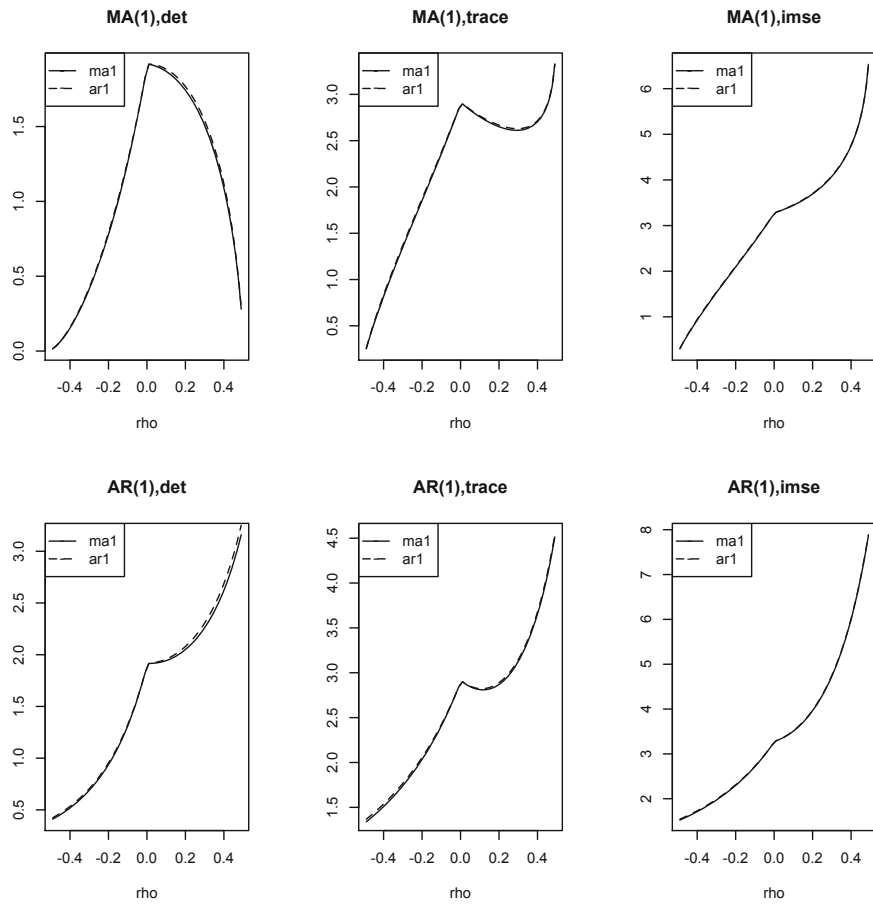 MA(1),det
MA(1),trace
MA(1),imse
ma1
ar1
0.0 0.5 1.0 1.5
-0.4 -0.2 0.0 0.2 0.4
rho
ma1
ar1
0.5 1.0 1.5 2.0 2.5 3.0
-0.4 -0.2 0.0 0.2 0.4
rho
ma1
ar1
1 2 3 4 5 6
-0.4 -0.2 0.0 0.2 0.4
rho
AR(1),det
AR(1),trace
AR(1),imse
ma1
ar1
0.5 1.0 1.5 2.0 2.5 3.0
-0.4 -0.2 0.0 0.2 0.4
rho
ma1
ar1
1.5 2.0 2.5 3.0 3.5 4.0 4.5
-0.4 -0.2 0.0 0.2 0.4
rho
ma1
ar1
2 3 4 5 6 7 8
-0.4 -0.2 0.0 0.2 0.4
rho